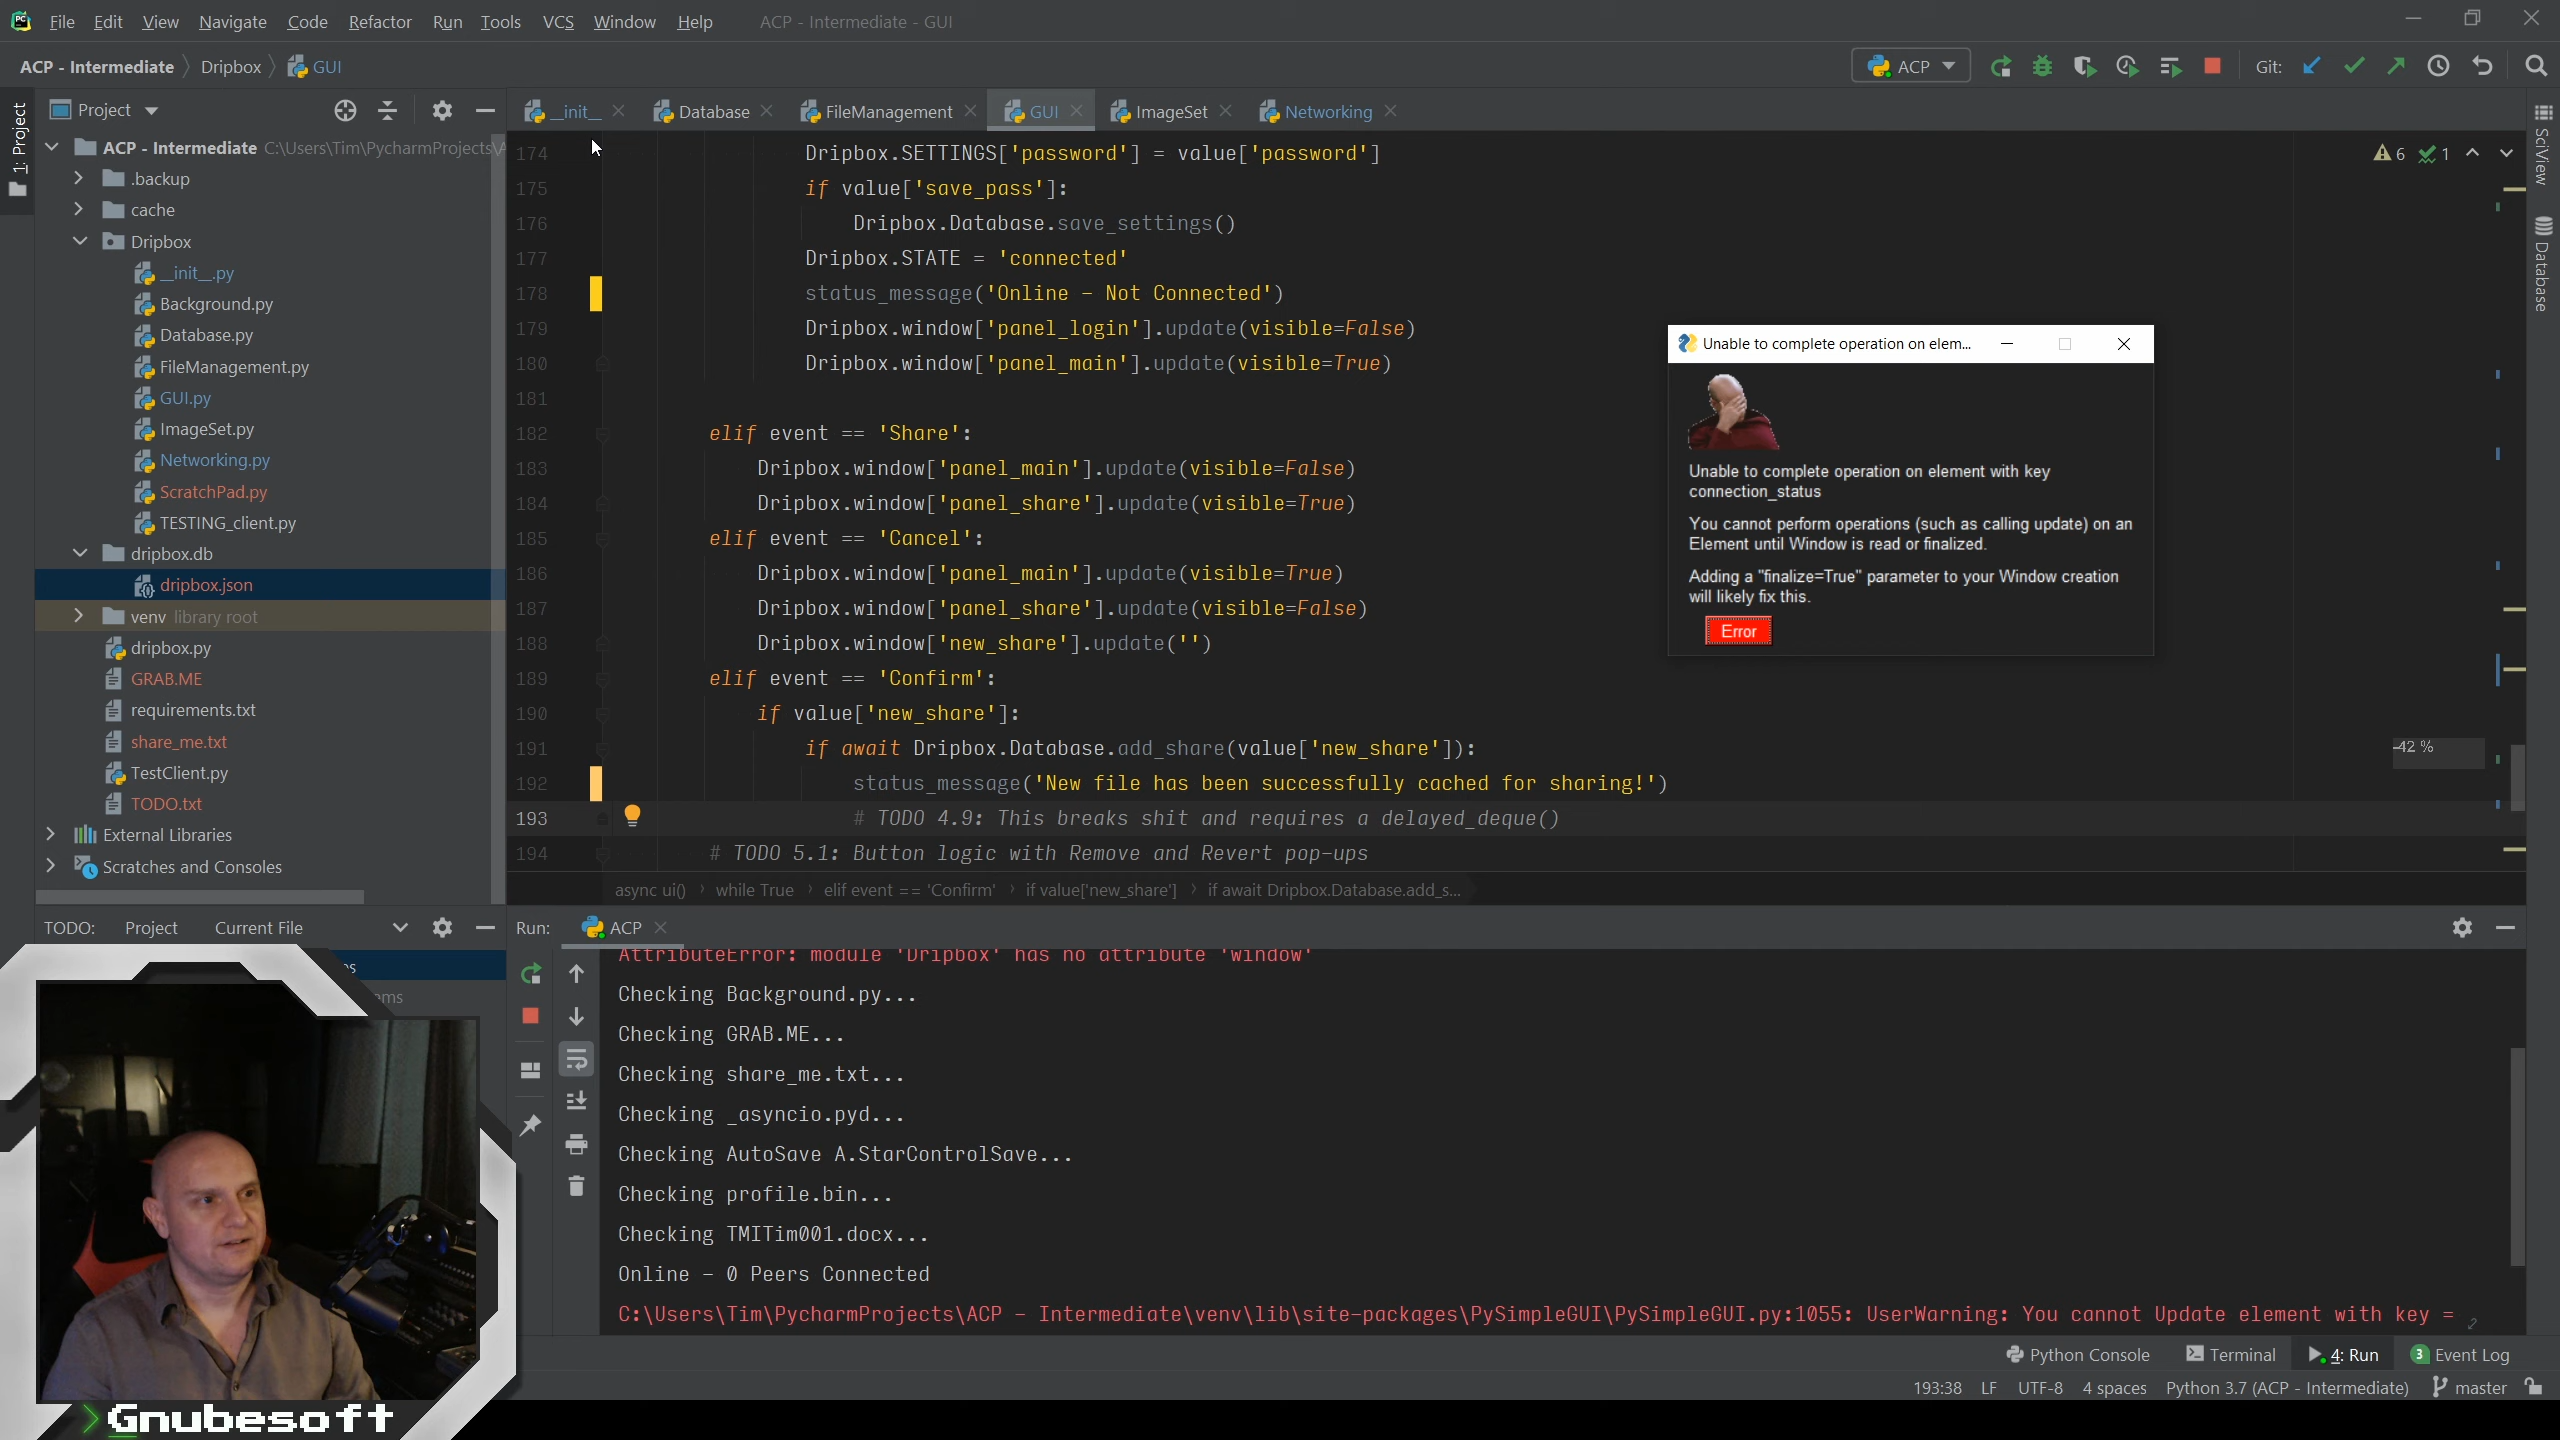 File Edit View Navigate Code Refactor Run Tools VCS Window Help ACP - Intermediate - GUI
ACP - Intermediate Dripbox GUI
ACP Git:
1: Project
Project
__init__ Database FileManagement GUI ImageSet Networking
ACP - Intermediate C:\Users\Tim\PycharmProjects\A
.backup
cache
Dripbox
__init__.py
Background.py
Database.py
FileManagement.py
GUI.py
ImageSet.py
Networking.py
ScratchPad.py
TESTING_client.py
dripbox.db
dripbox.json
venv library root
dripbox.py
GRAB.ME
requirements.txt
share_me.txt
TestClient.py
TODO.txt
External Libraries
Scratches and Consoles
174 Dripbox.SETTINGS['password'] = value['password']
175 if value['save_pass']:
176 Dripbox.Database.save_settings()
177 Dripbox.STATE = 'connected'
178 status_message('Online - Not Connected')
179 Dripbox.window['panel_login'].update(visible=False)
180 Dripbox.window['panel_main'].update(visible=True)
181
182 elif event == 'Share':
183 Dripbox.window['panel_main'].update(visible=False)
184 Dripbox.window['panel_share'].update(visible=True)
185 elif event == 'Cancel':
186 Dripbox.window['panel_main'].update(visible=True)
187 Dripbox.window['panel_share'].update(visible=False)
188 Dripbox.window['new_share'].update('')
189 elif event == 'Confirm':
190 if value['new_share']:
191 if await Dripbox.Database.add_share(value['new_share']):
192 status_message('New file has been successfully cached for sharing!')
193 # TODO 4.9: This breaks shit and requires a delayed_deque()
194 # TODO 5.1: Button logic with Remove and Revert pop-ups
6 1
SciView
Database
Unable to complete operation on elem...
Unable to complete operation on element with key
connection_status
You cannot perform operations (such as calling update) on an
Element until Window is read or finalized.
Adding a "finalize=True" parameter to your Window creation
will likely fix this.
Error
-42 %
async ui() while True elif event == 'Confirm' if value['new_share'] if await Dripbox.Database.add_s...
TODO: Project Current File
Run: ACP
AttributeError: module 'Dripbox' has no attribute 'window'
Checking Background.py...
Checking GRAB.ME...
Checking share_me.txt...
Checking _asyncio.pyd...
Checking AutoSave A.StarControlSave...
Checking profile.bin...
Checking TMITim001.docx...
Online - 0 Peers Connected
C:\Users\Tim\PycharmProjects\ACP - Intermediate\venv\lib\site-packages\PySimpleGUI\PySimpleGUI.py:1055: UserWarning: You cannot Update element with key =
Python Console Terminal 4: Run 3 Event Log
193:38 LF UTF-8 4 spaces Python 3.7 (ACP - Intermediate) master
>Gnubesoft